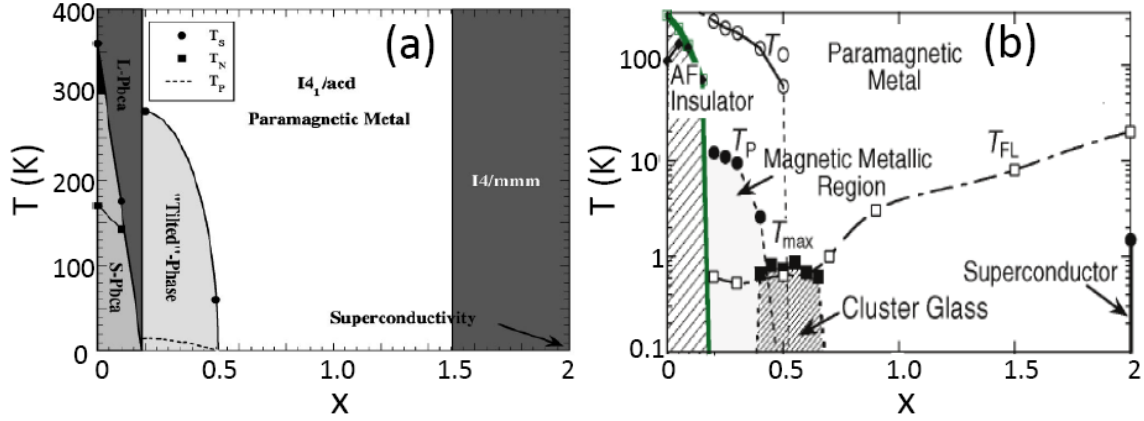 400
300
200
100
0
T (K)
T_S
T_N
T_P
(a)
L-Pbca
S-Pbca
"Tilted"-Phase
I4_1/acd
Paramagnetic Metal
I4/mmm
Superconductivity
0
0.5
1
1.5
2
X
100
10
1
0.1
T (K)
(b)
T_O
Paramagnetic
Metal
AF
Insulator
T_P
Magnetic Metallic
Region
T_FL
T_max
Superconductor
Cluster Glass
0
0.5
1
1.5
2
X